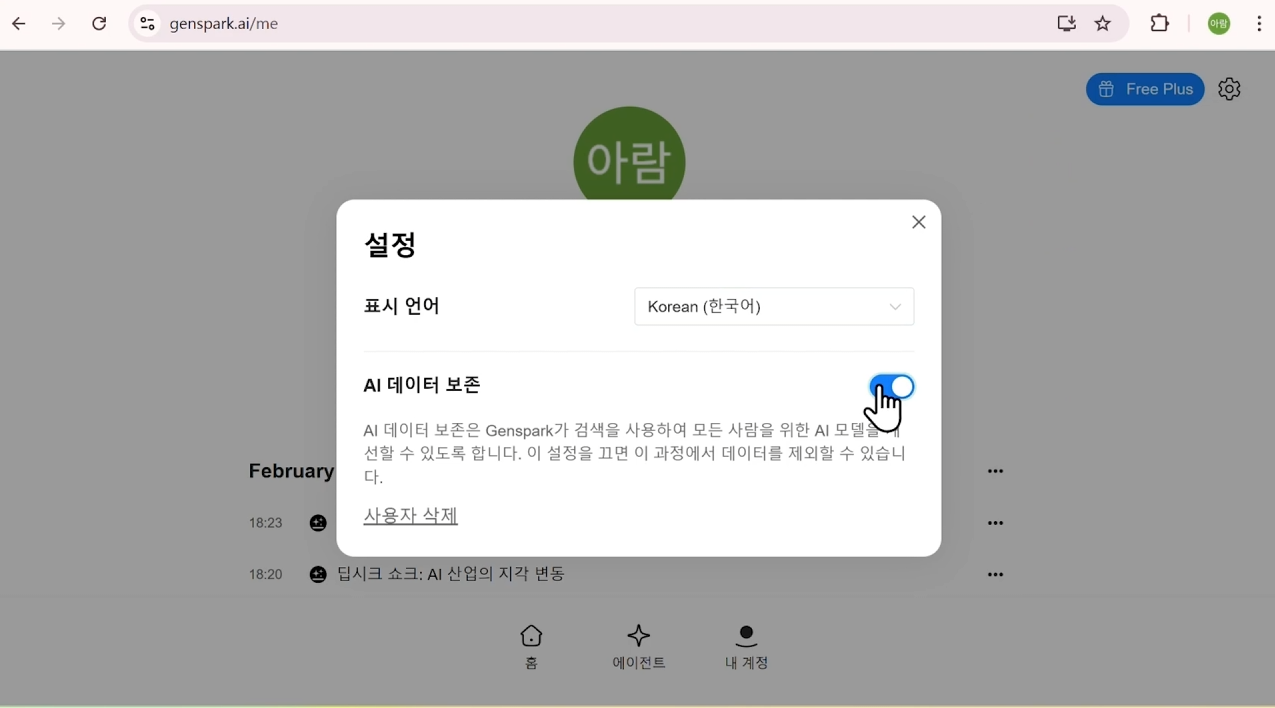 genspark.ai/me
아람
Free Plus
아람
설정
표시 언어
Korean (한국어)
AI 데이터 보존
AI 데이터 보존은 Genspark가 검색을 사용하여 모든 사람을 위한 AI 모델을
선할 수 있도록 합니다. 이 설정을 끄면 이 과정에서 데이터를 제외할 수 있습니
다.
사용자 삭제
February
18:23
18:20 딥시크 쇼크: AI 산업의 지각 변동
홈 에이전트 내 계정